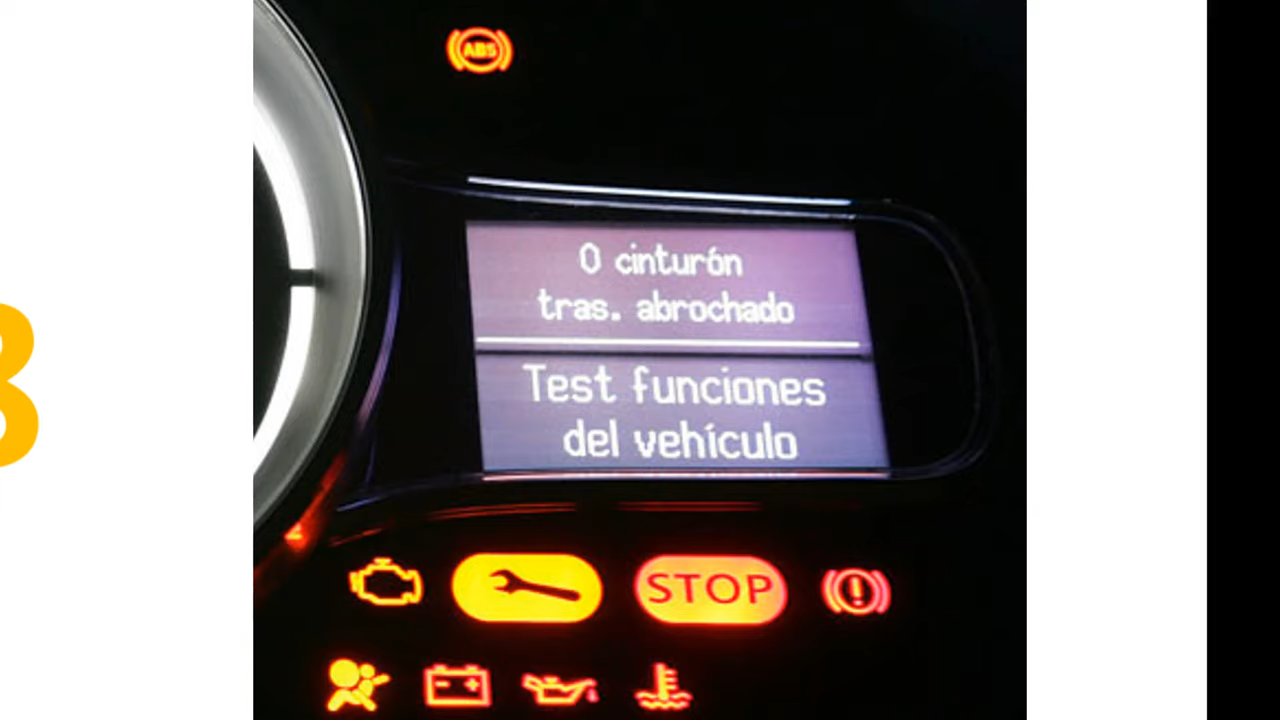 ABS
0 cinturón
tras. abrochado
Test funciones
del vehículo
STOP